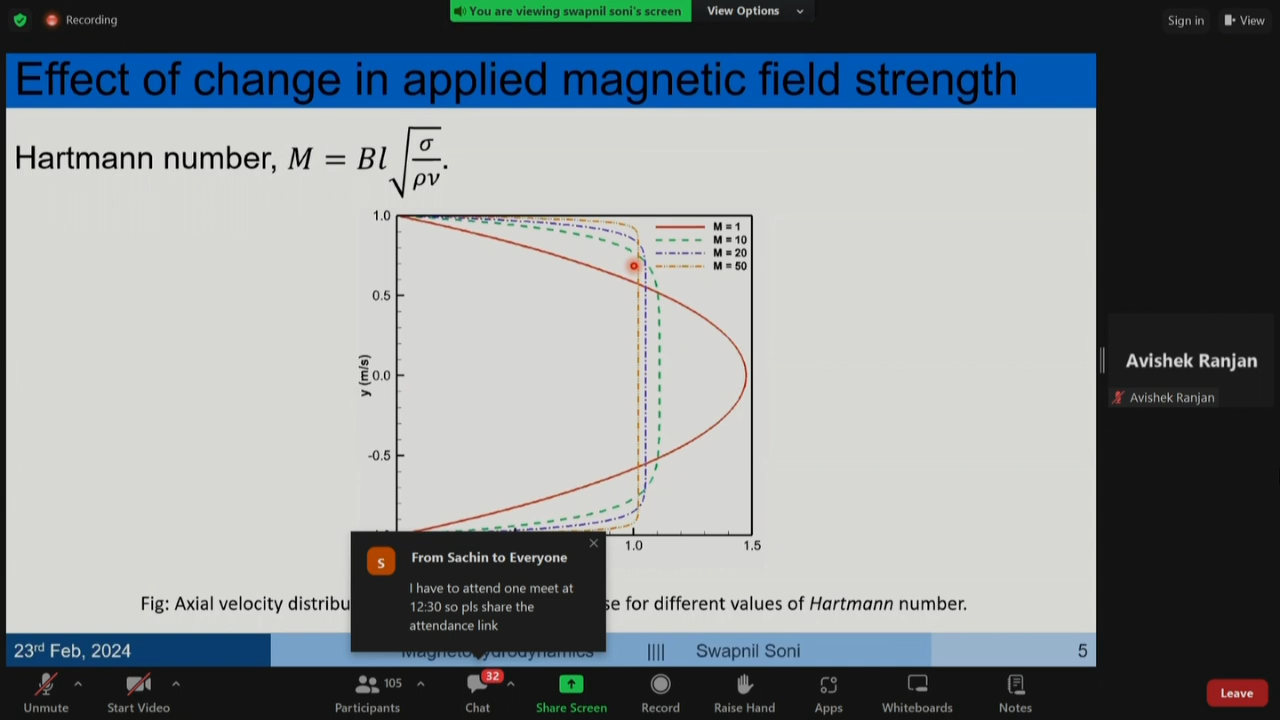 Recording
You are viewing swapnil soni's screen
View Options
Sign in
View
Effect of change in applied magnetic field strength
Hartmann number, M = Bl√(σ/ρν).
1.0
0.5
0.0
-0.5
y (m/s)
M = 1
M = 10
M = 20
M = 50
1.0
1.5
S
From Sachin to Everyone
I have to attend one meet at
12:30 so pls share the
attendance link
Fig: Axial velocity distribu
se for different values of Hartmann number.
23rd Feb, 2024
Magnetohydrodynamics
||||
Swapnil Soni
5
Avishek Ranjan
Avishek Ranjan
Unmute
Start Video
105
Participants
32
Chat
Share Screen
Record
Raise Hand
Apps
Whiteboards
Notes
Leave